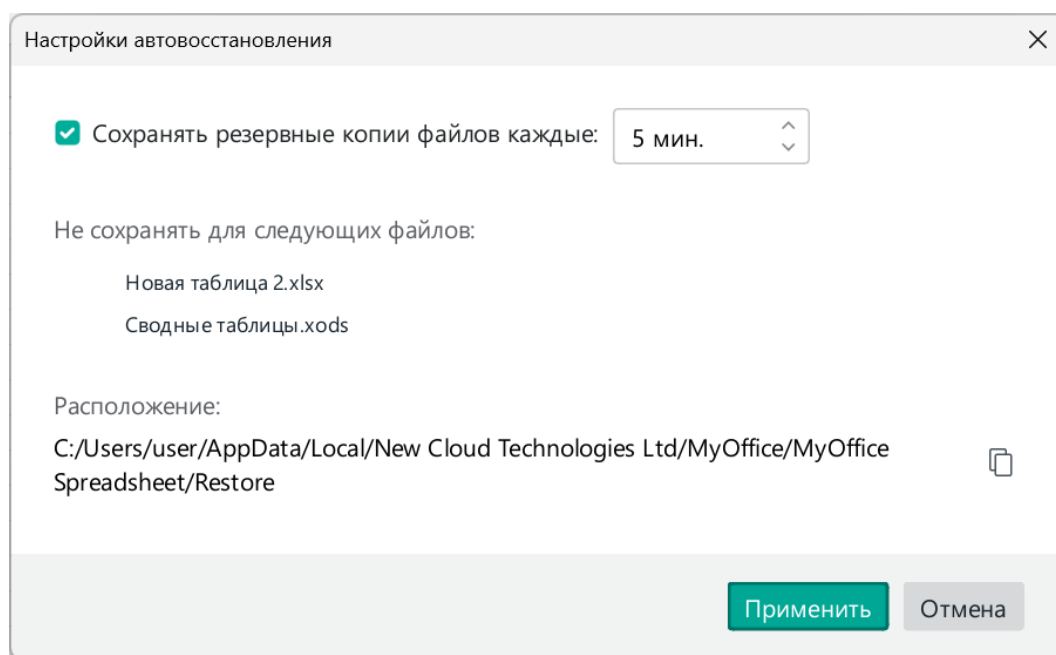 Настройки автовосстановления
Сохранять резервные копии файлов каждые: 5 мин.
Не сохранять для следующих файлов:
Новая таблица 2.xlsx
Сводные таблицы.xods
Расположение:
C:/Users/user/AppData/Local/New Cloud Technologies Ltd/MyOffice/MyOffice
Spreadsheet/Restore
Применить Отмена